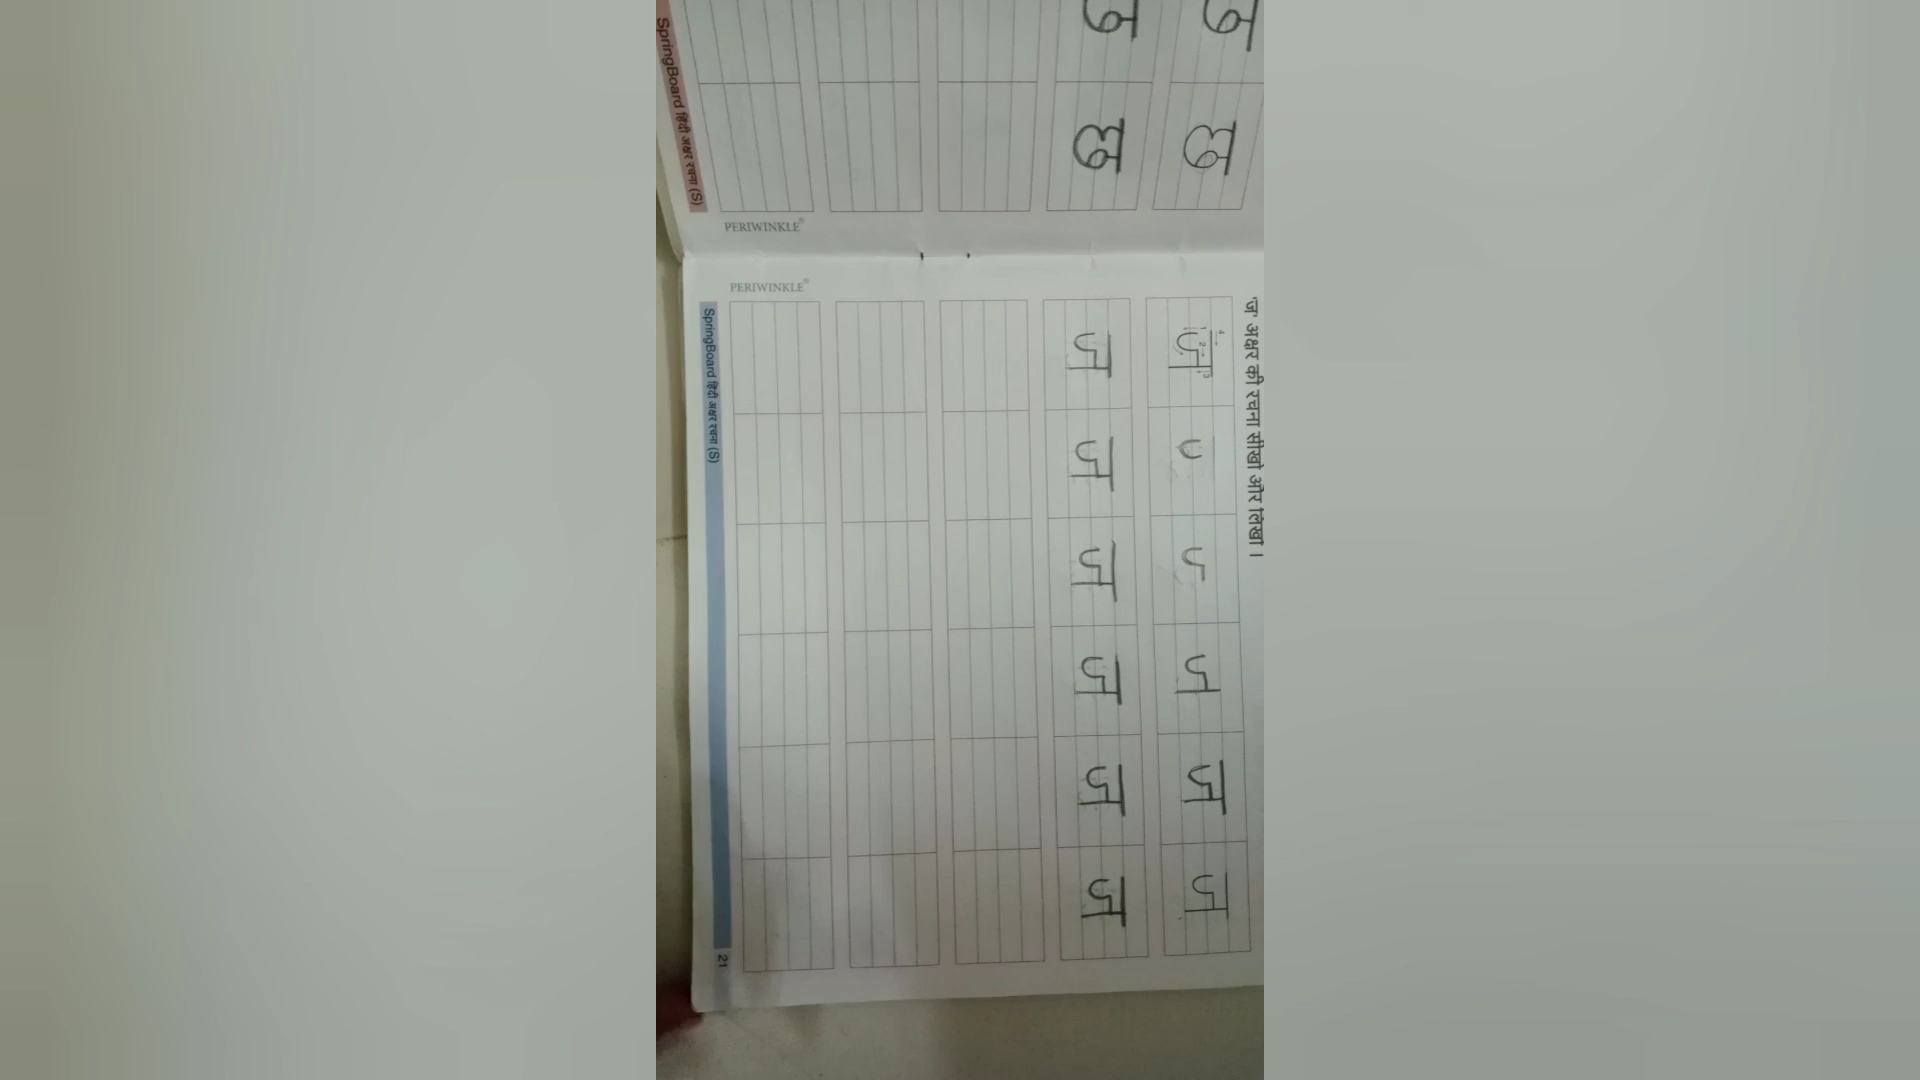 छ छ
छ छ
SpringBoard हिंदी अक्षर रचना (S)
PERIWINKLE®
'ज' अक्षर की रचना सीखो और लिखो ।
ज ज ज
ज ज ज ज ज ज
PERIWINKLE®
SpringBoard हिंदी अक्षर रचना (S)
21